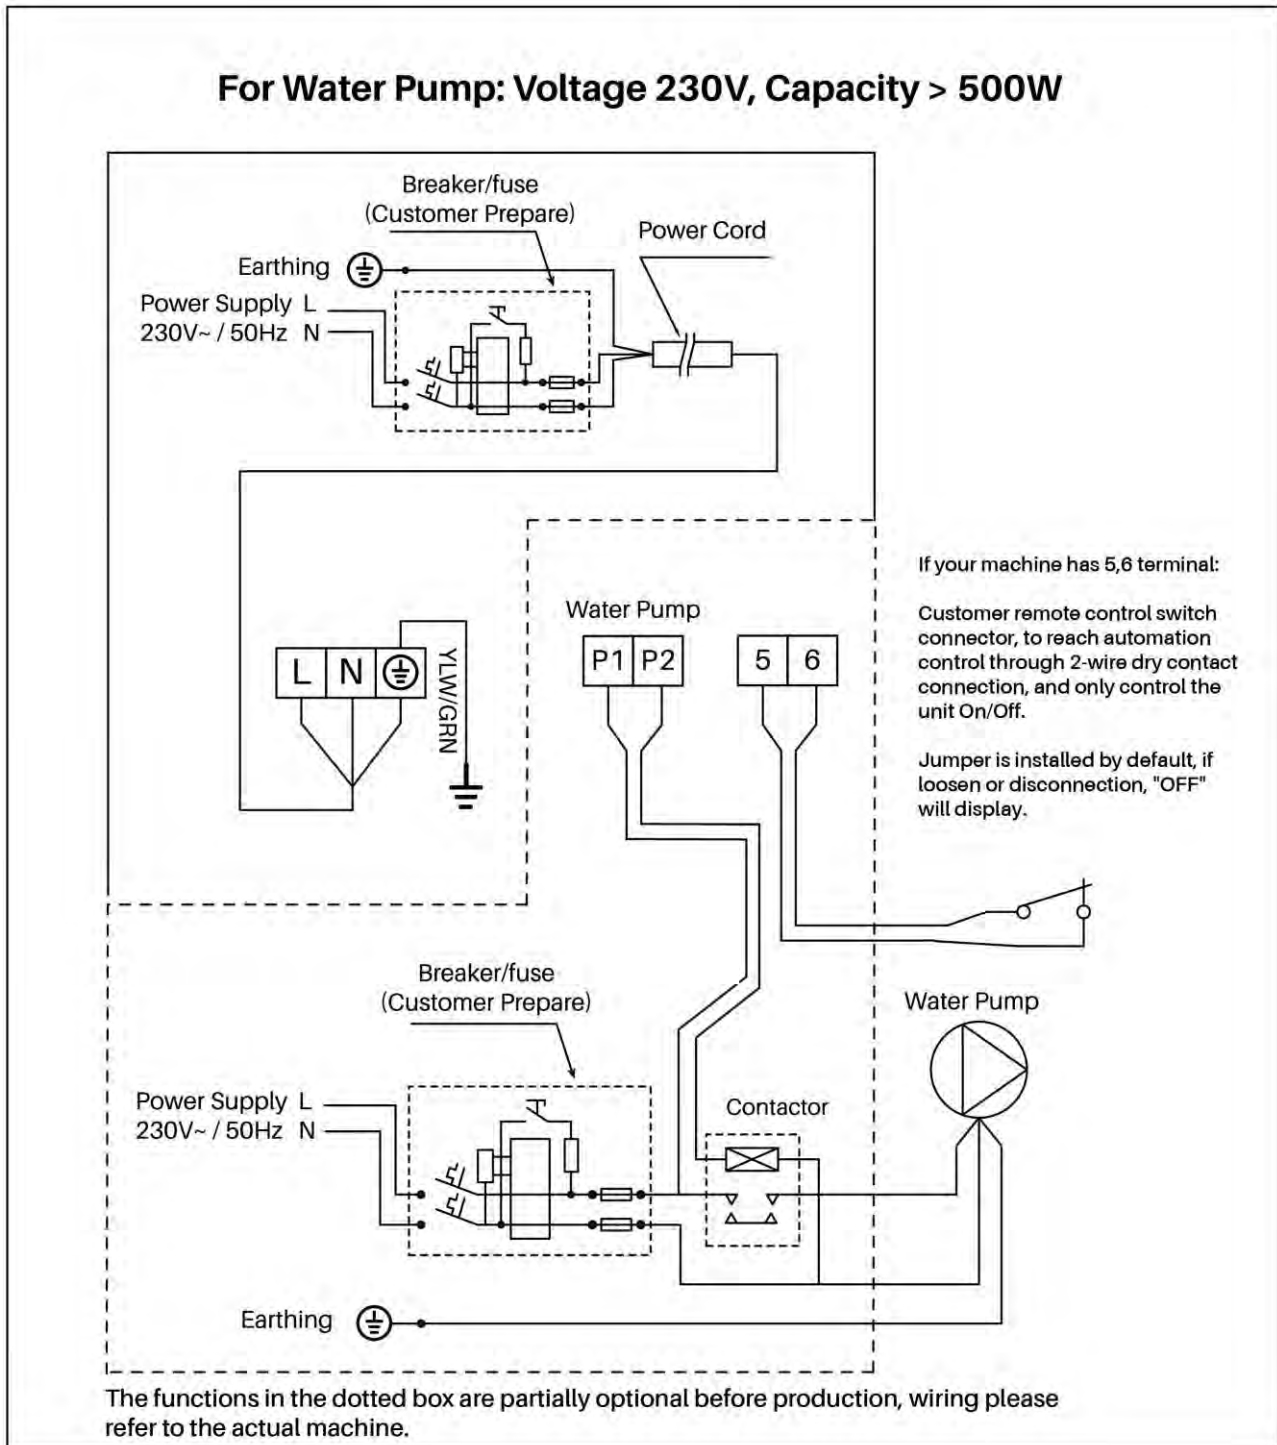 For Water Pump: Voltage 230V, Capacity > 500W
Breaker/fuse
(Customer Prepare)
Power Cord
Earthing
Power Supply L
230V~ / 50Hz N
If your machine has 5,6 terminal:
Customer remote control switch
connector, to reach automation
control through 2-wire dry contact
connection, and only control the
unit On/Off.
Jumper is installed by default, if
loosen or disconnection, "OFF"
will display.
Water Pump
L N
YLW/GRN
P1 P2
5 6
Breaker/fuse
(Customer Prepare)
Water Pump
Power Supply L
230V~ / 50Hz N
Contactor
Earthing
The functions in the dotted box are partially optional before production, wiring please
refer to the actual machine.